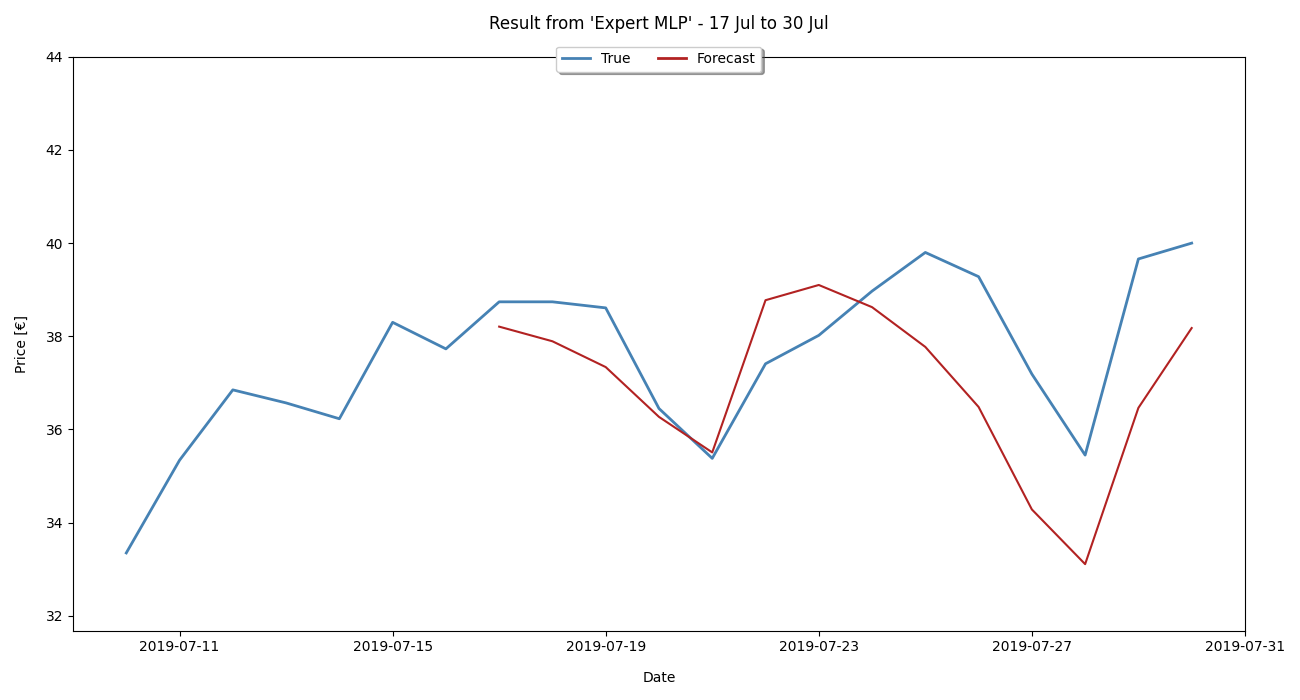 Result from 'Expert MLP' - 17 Jul to 30 Jul
True Forecast
44
42
40
38
36
34
32
Price [€]
2019-07-11 2019-07-15 2019-07-19 2019-07-23 2019-07-27 2019-07-31
Date